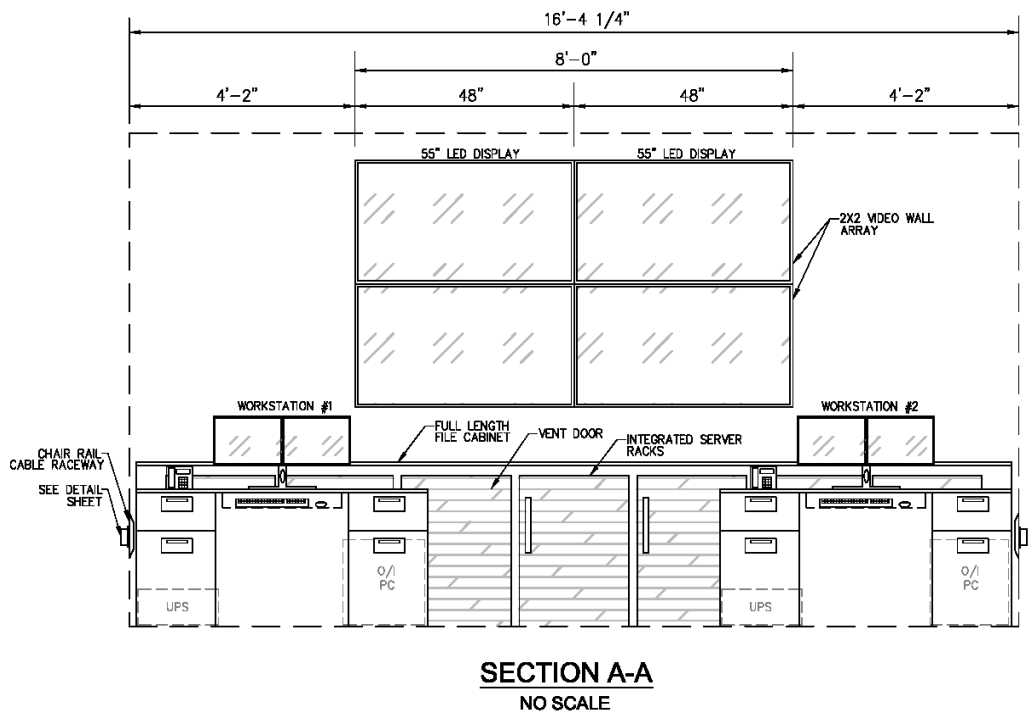 16'-4 1/4"
8'-0"
4'-2"
48"
48"
4'-2"
55" LED DISPLAY
55" LED DISPLAY
2X2 VIDEO WALL
ARRAY
WORKSTATION #1
WORKSTATION #2
FULL LENGTH
FILE CABINET
VENT DOOR
INTEGRATED SERVER
RACKS
CHAIR RAIL
CABLE RACEWAY
SEE DETAIL
SHEET
O/I
PC
O/I
PC
UPS
UPS
SECTION A-A
NO SCALE